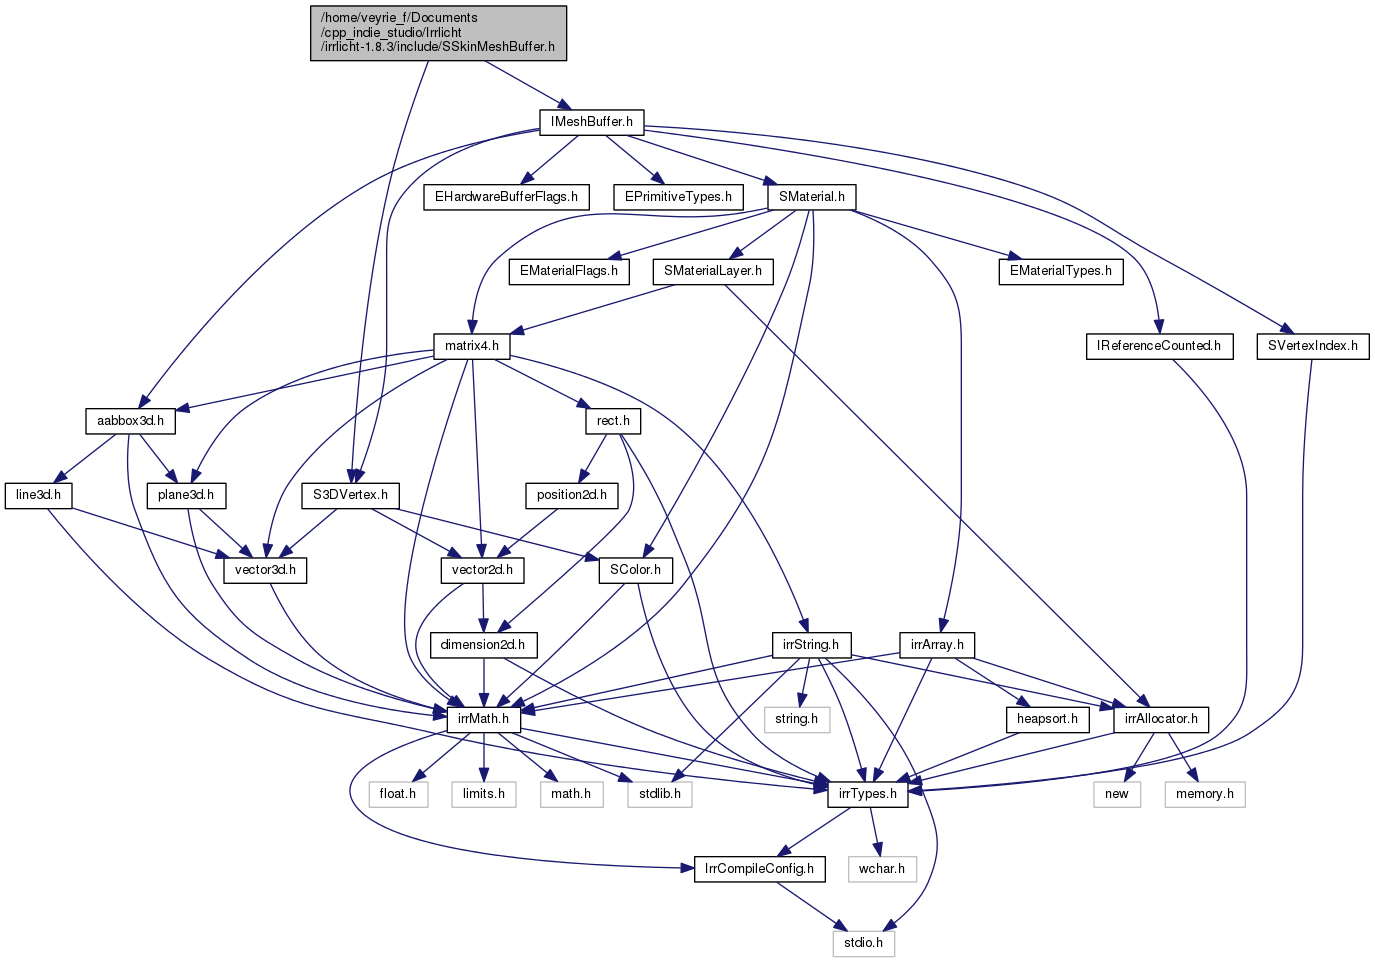 /home/veyrie_f/Documents
/cpp_indie_studio/Irrlicht
/irrlicht-1.8.3/include/SSkinMeshBuffer.h
IMeshBuffer.h
EHardwareBufferFlags.h
EPrimitiveTypes.h
SMaterial.h
EMaterialFlags.h
SMaterialLayer.h
EMaterialTypes.h
matrix4.h
IReferenceCounted.h
SVertexIndex.h
aabbox3d.h
rect.h
line3d.h
plane3d.h
S3DVertex.h
position2d.h
vector3d.h
vector2d.h
SColor.h
dimension2d.h
irrString.h
irrArray.h
irrMath.h
string.h
heapsort.h
irrAllocator.h
float.h
limits.h
math.h
stdlib.h
irrTypes.h
new
memory.h
IrrCompileConfig.h
wchar.h
stdio.h